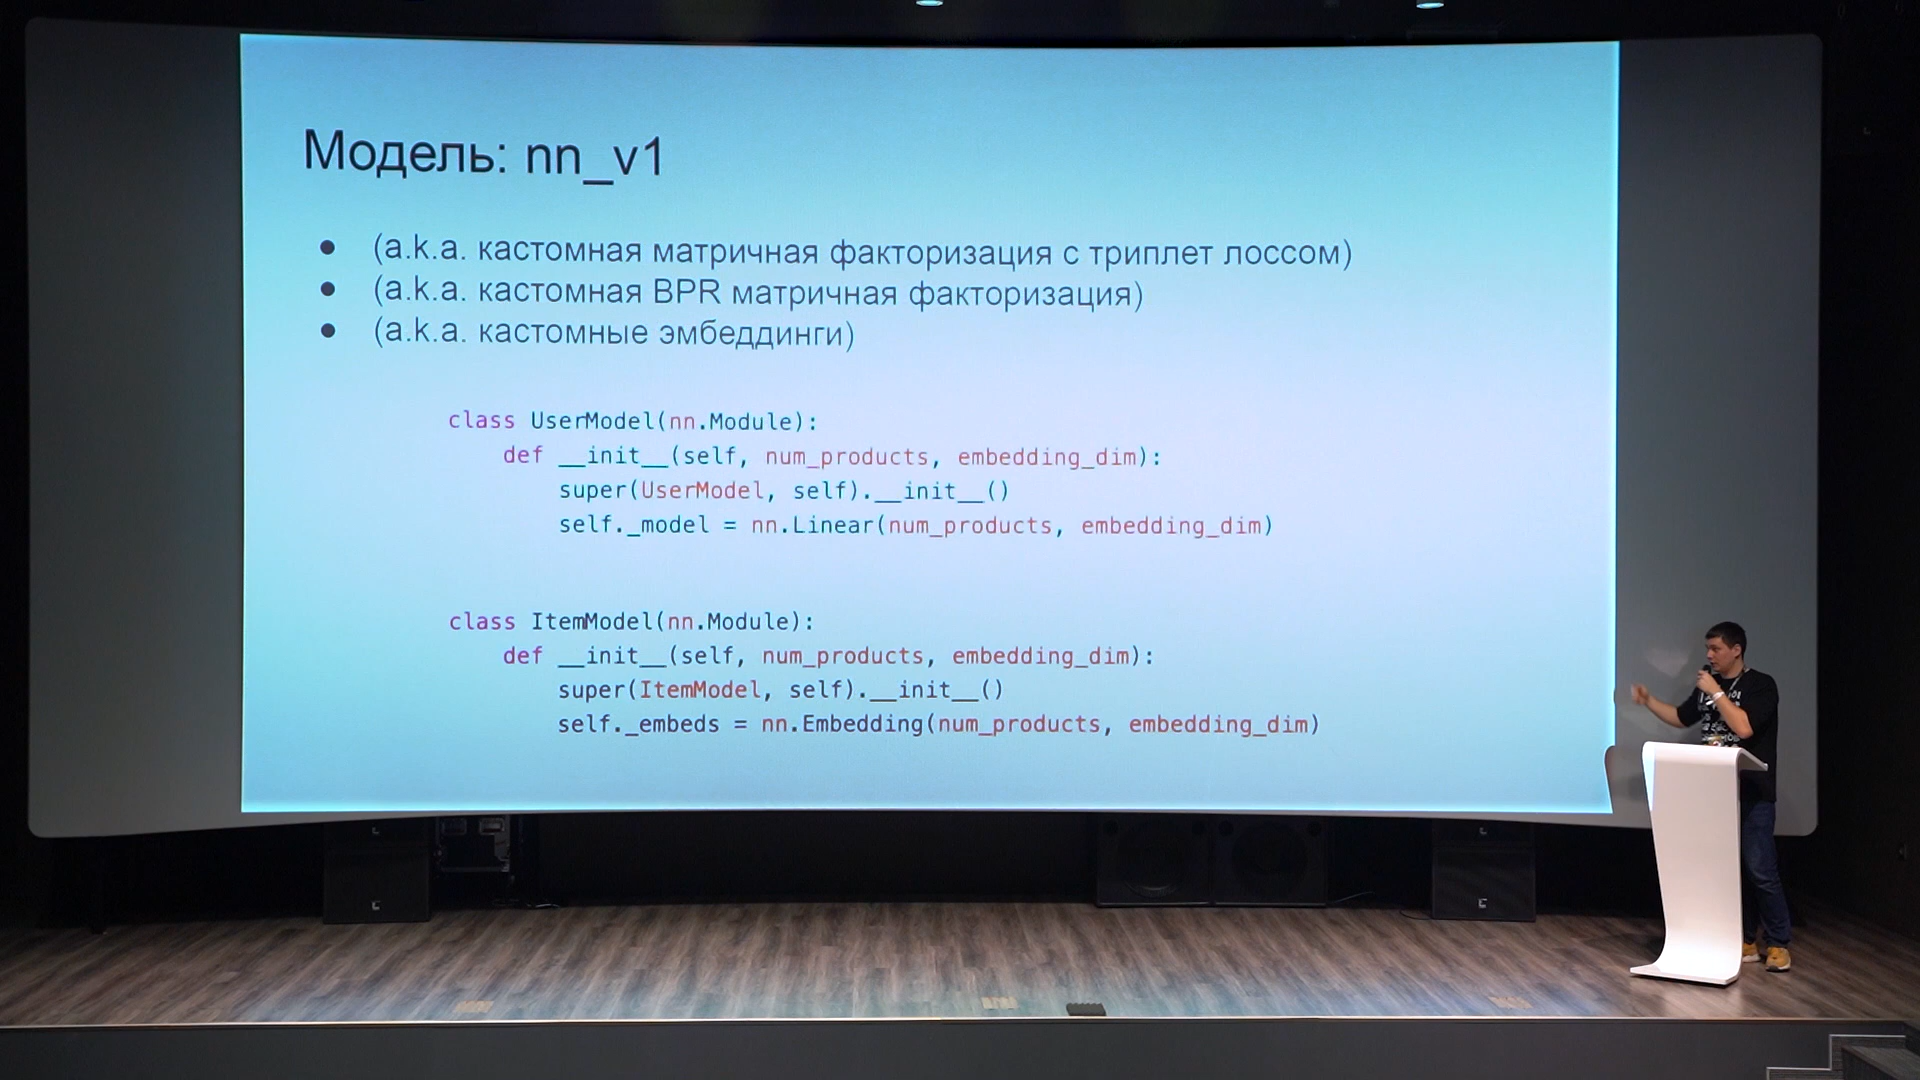 Модель: nn_v1
● (a.k.a. кастомная матричная факторизация с триплет лоссом)
● (a.k.a. кастомная BPR матричная факторизация)
● (a.k.a. кастомные эмбеддинги)
class UserModel(nn.Module):
def __init__(self, num_products, embedding_dim):
super(UserModel, self).__init__()
self._model = nn.Linear(num_products, embedding_dim)
class ItemModel(nn.Module):
def __init__(self, num_products, embedding_dim):
super(ItemModel, self).__init__()
self._embeds = nn.Embedding(num_products, embedding_dim)